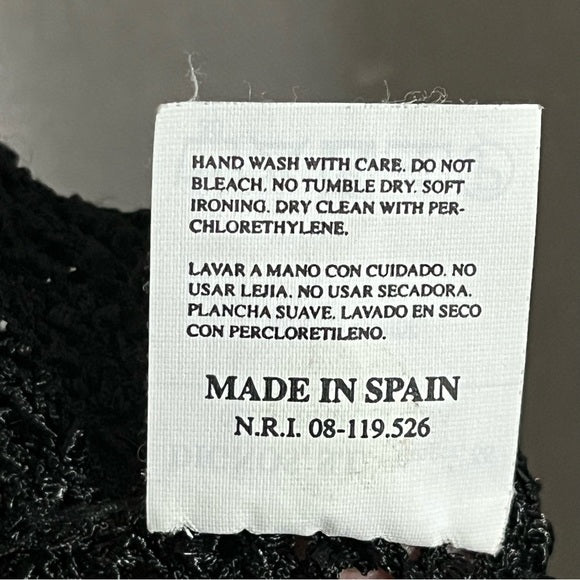 HAND WASH WITH CARE. DO NOT
BLEACH. NO TUMBLE DRY. SOFT
IRONING. DRY CLEAN WITH PER-
CHLORETHYLENE.
LAVAR A MANO CON CUIDADO. NO
USAR LEJIA. NO USAR SECADORA.
PLANCHA SUAVE. LAVADO EN SECO
CON PERCLORETILENO.
MADE IN SPAIN
N.R.I. 08-119.526